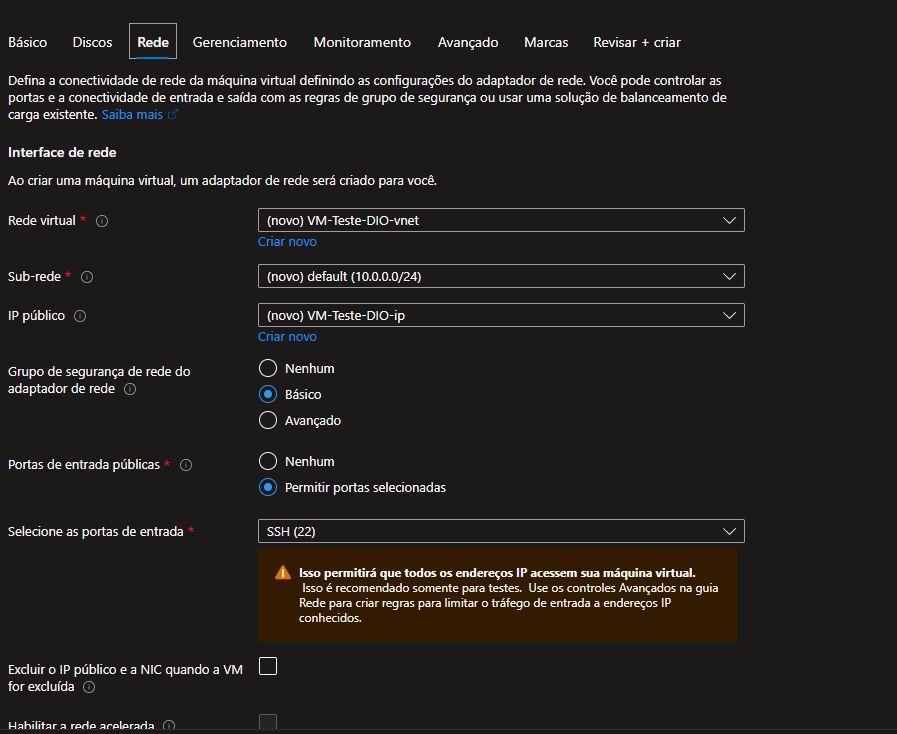 Básico Discos Rede Gerenciamento Monitoramento Avançado Marcas Revisar + criar
Defina a conectividade de rede da máquina virtual definindo as configurações do adaptador de rede. Você pode controlar as
portas e a conectividade de entrada e saída com as regras de grupo de segurança ou usar uma solução de balanceamento de
carga existente. Saiba mais
Interface de rede
Ao criar uma máquina virtual, um adaptador de rede será criado para você.
Rede virtual * (novo) VM-Teste-DIO-vnet
Criar novo
Sub-rede * (novo) default (10.0.0.0/24)
IP público (novo) VM-Teste-DIO-ip
Criar novo
Grupo de segurança de rede do
adaptador de rede
Nenhum
Básico
Avançado
Portas de entrada públicas *
Nenhum
Permitir portas selecionadas
Selecione as portas de entrada * SSH (22)
Isso permitirá que todos os endereços IP acessem sua máquina virtual.
Isso é recomendado somente para testes. Use os controles Avançados na guia
Rede para criar regras para limitar o tráfego de entrada a endereços IP
conhecidos.
Excluir o IP público e a NIC quando a VM
for excluída
Habilitar a rede acelerada